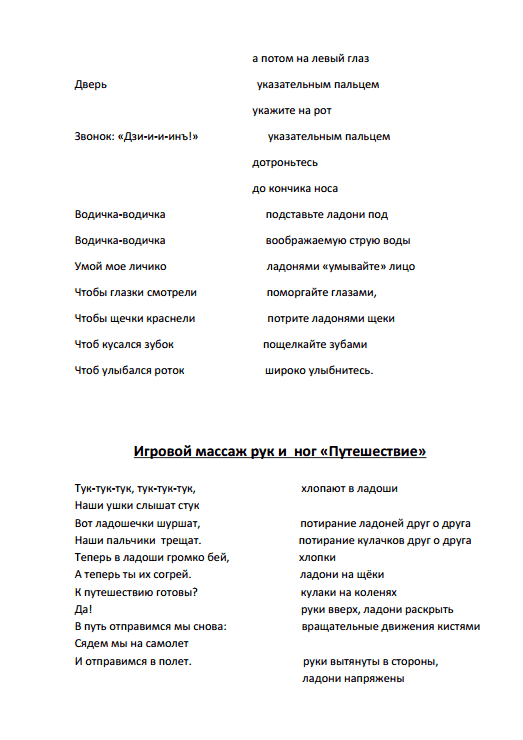 а потом на левый глаз
Дверь указательным пальцем
укажите на рот
Звонок: «Дзи-и-и-инъ!» указательным пальцем
дотроньтесь
до кончика носа
Водичка-водичка подставьте ладони под
Водичка-водичка воображаемую струю воды
Умой мое личико ладонями «умывайте» лицо
Чтобы глазки смотрели поморгайте глазами,
Чтобы щечки краснели потрите ладонями щеки
Чтоб кусался зубок пощелкайте зубами
Чтоб улыбался роток широко улыбнитесь.
Игровой массаж рук и ног «Путешествие»
Тук-тук-тук, тук-тук-тук, хлопают в ладоши
Наши ушки слышат стук
Вот ладошечки шуршат, потирание ладоней друг о друга
Наши пальчики трещат. потирание кулачков друг о друга
Теперь в ладоши громко бей, хлопки
А теперь ты их согрей. ладони на щёки
К путешествию готовы? кулаки на коленях
Да! руки вверх, ладони раскрыть
В путь отправимся мы снова: вращательные движения кистями
Сядем мы на самолет
И отправимся в полет. руки вытянуты в стороны,
ладони напряжены